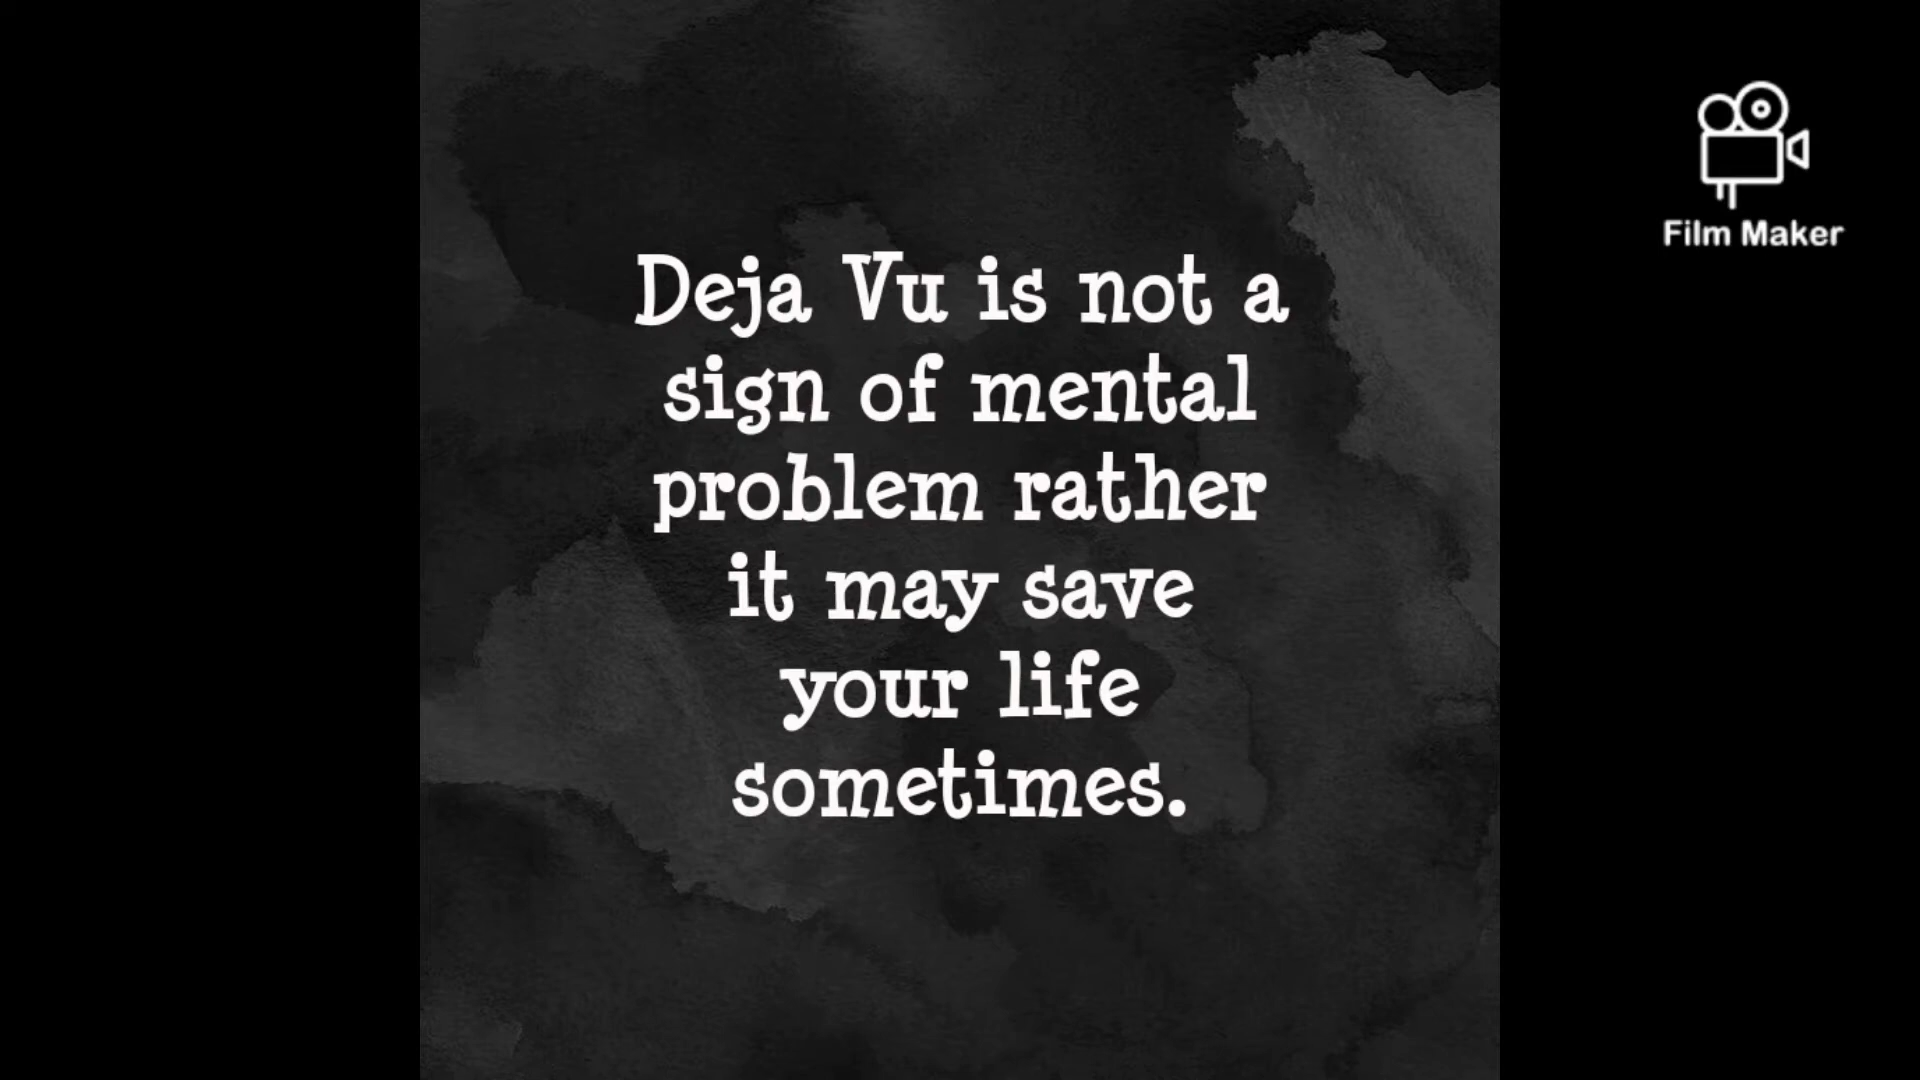 Deja Vu is not a
sign of mental
problem rather
it may save
your life
sometimes.
Film Maker